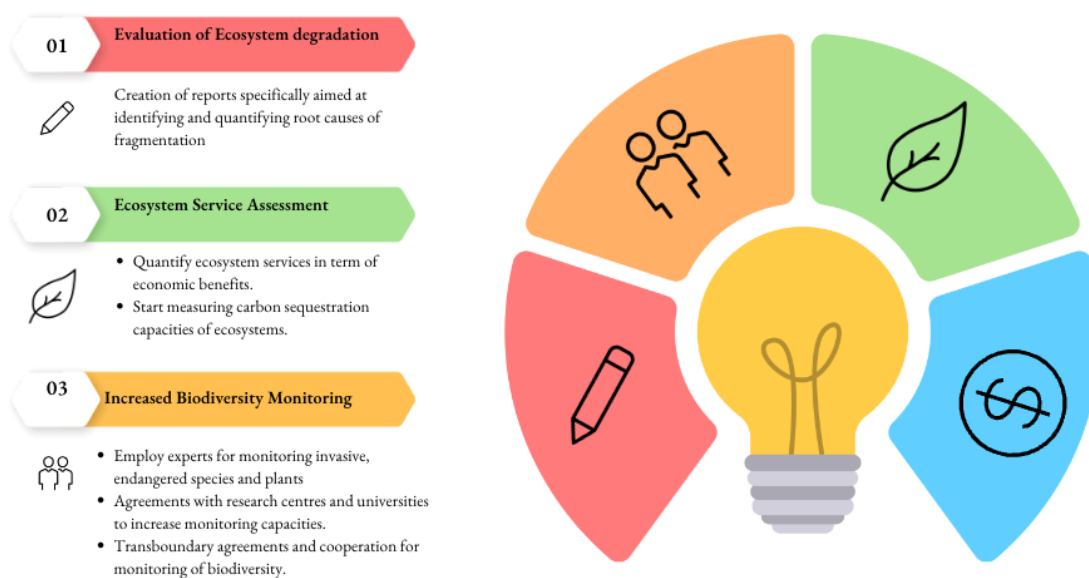 01
Evaluation of Ecosystem degradation
Creation of reports specifically aimed at
identifying and quantifying root causes of
fragmentation
02
Ecosystem Service Assessment
• Quantify ecosystem services in term of
economic benefits.
• Start measuring carbon sequestration
capacities of ecosystems.
03
Increased Biodiversity Monitoring
• Employ experts for monitoring invasive,
endangered species and plants
• Agreements with research centres and universities
to increase monitoring capacities.
• Transboundary agreements and cooperation for
monitoring of biodiversity.
$